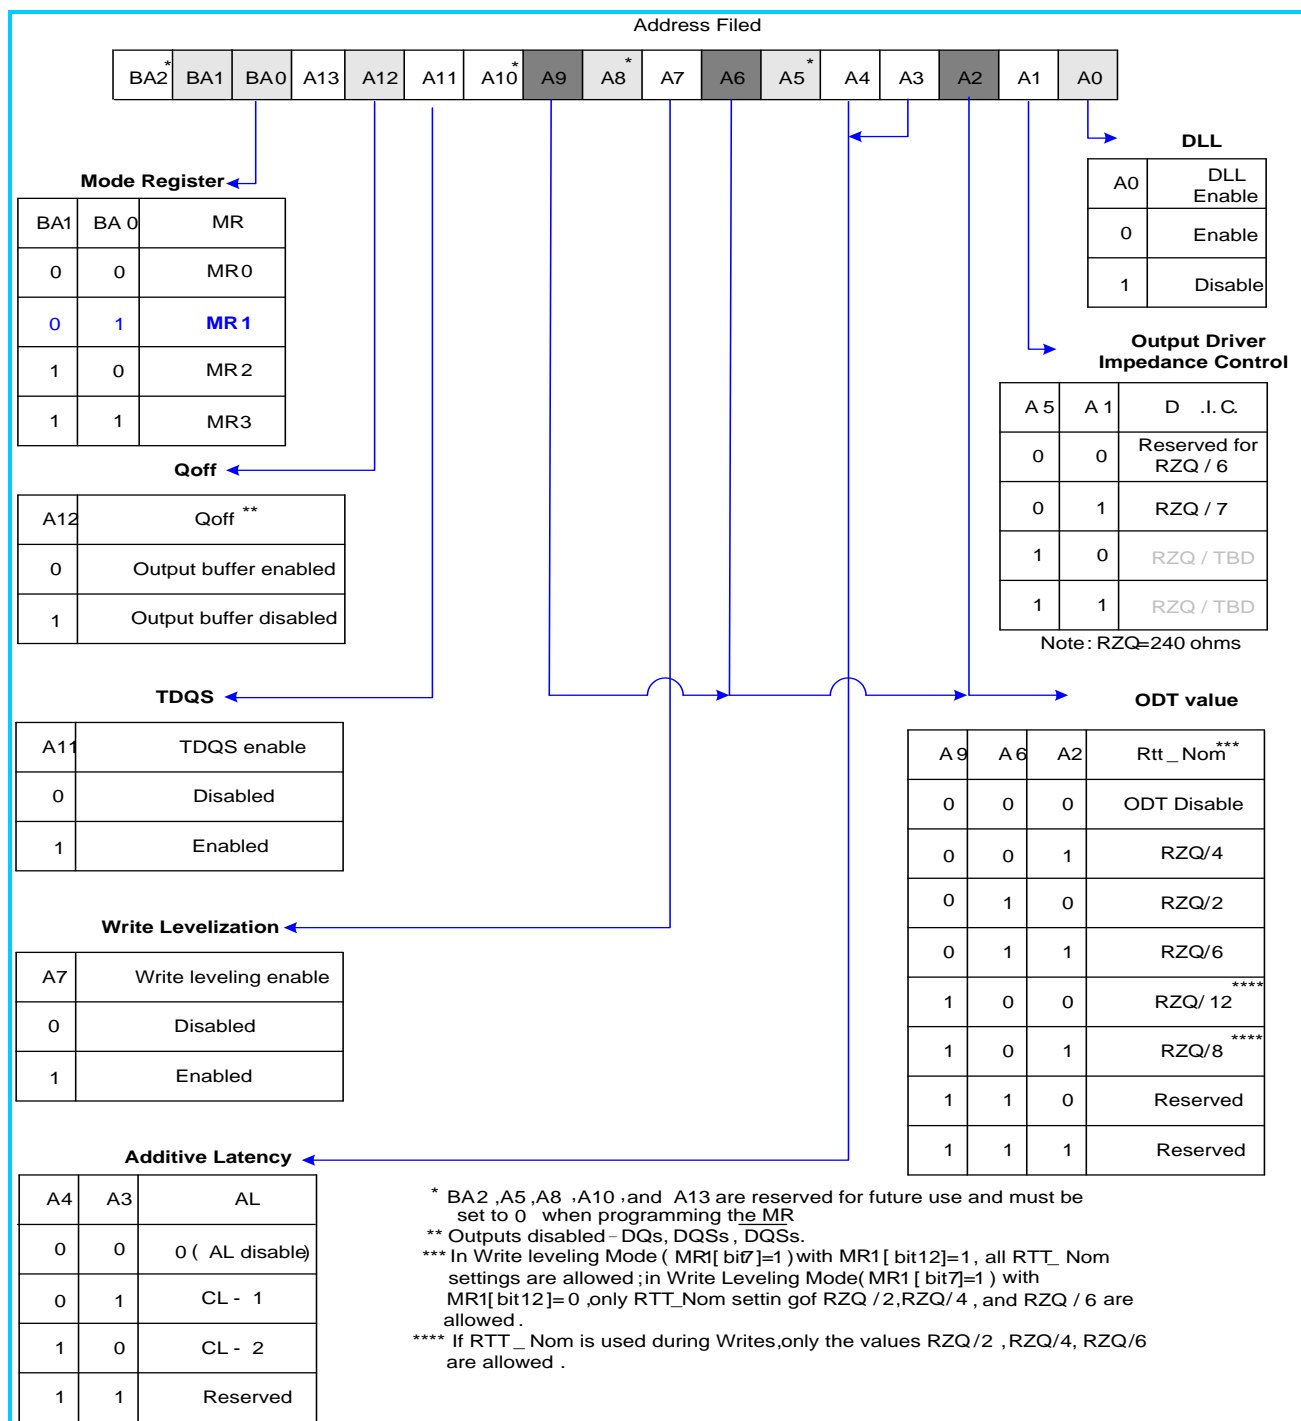 Address Filed
BA2* BA1 BA0 A13 A12 A11 A10* A9 A8* A7 A6 A5* A4 A3 A2 A1 A0
DLL
A0 DLL Enable
0 Enable
1 Disable
Mode Register
BA1 BA 0 MR
0 0 MR0
0 1 MR1
1 0 MR2
1 1 MR3
Output Driver
Impedance Control
A 5 A 1 D .I.C.
0 0 Reserved for RZQ / 6
0 1 RZQ / 7
1 0 RZQ / TBD
1 1 RZQ / TBD
Note: RZQ=240 ohms
Qoff
A12 Qoff **
0 Output buffer enabled
1 Output buffer disabled
TDQS
A11 TDQS enable
0 Disabled
1 Enabled
ODT value
A 9 A 6 A2 Rtt _ Nom***
0 0 0 ODT Disable
0 0 1 RZQ/4
0 1 0 RZQ/2
0 1 1 RZQ/6
1 0 0 RZQ/ 12****
1 0 1 RZQ/8****
1 1 0 Reserved
1 1 1 Reserved
Write Levelization
A7 Write leveling enable
0 Disabled
1 Enabled
Additive Latency
A4 A3 AL
0 0 0 ( AL disable)
0 1 CL - 1
1 0 CL - 2
1 1 Reserved
* BA2 ,A5 ,A8 ,A10 ,and A13 are reserved for future use and must be
set to 0 when programming the MR
** Outputs disabled - DQs, DQSs , DQSs.
*** In Write leveling Mode ( MR1[ bit7]=1 ) with MR1[ bit12]=1, all RTT_ Nom
settings are allowed ; in Write Leveling Mode( MR1 [ bit7]=1 ) with
MR1[ bit12 ]= 0 ,only RTT_Nom settin gof RZQ /2,RZQ/4 , and RZQ / 6 are
allowed .
**** If RTT _ Nom is used during Writes,only the values RZQ/2 ,RZQ/4, RZQ/6
are allowed .